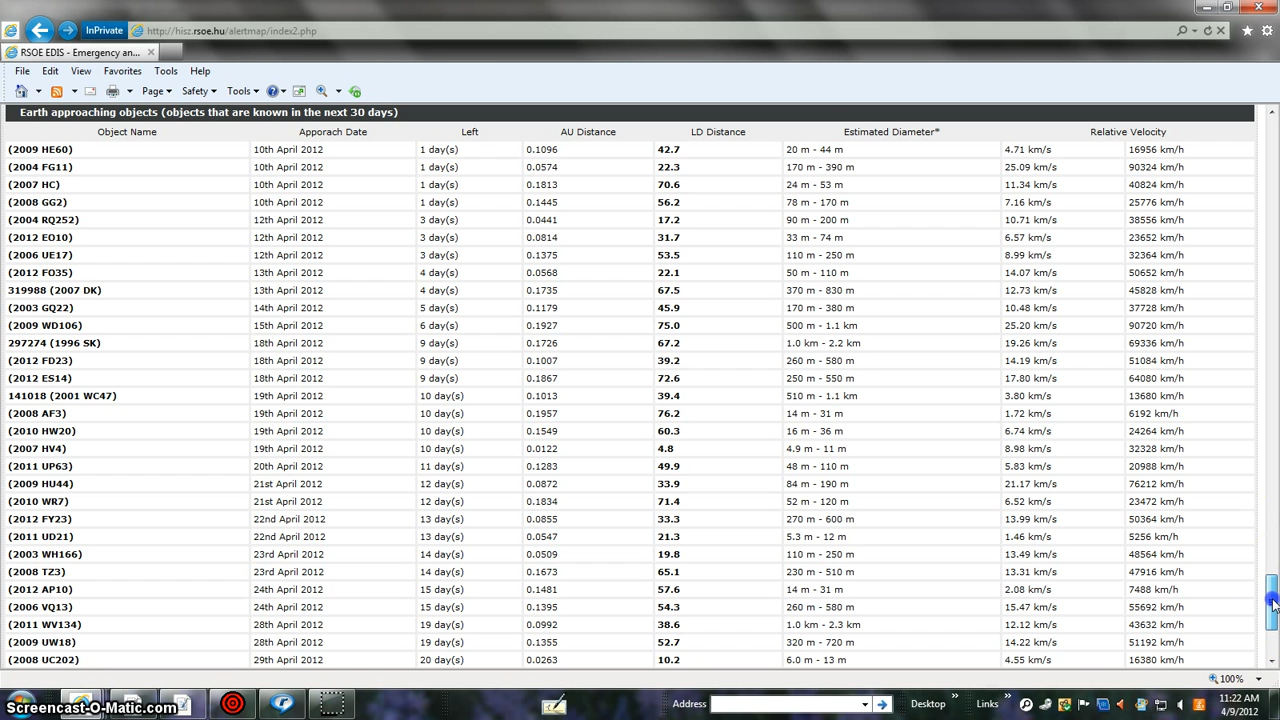 InPrivate
http://hisz.rsoe.hu/alertmap/index2.php
RSOE EDIS - Emergency an...
File Edit View Favorites Tools Help
Page Safety Tools
Earth approaching objects (objects that are known in the next 30 days)
Object Name Apporach Date Left AU Distance LD Distance Estimated Diameter* Relative Velocity
(2009 HE60) 10th April 2012 1 day(s) 0.1096 42.7 20 m - 44 m 4.71 km/s 16956 km/h
(2004 FG11) 10th April 2012 1 day(s) 0.0574 22.3 170 m - 390 m 25.09 km/s 90324 km/h
(2007 HC) 10th April 2012 1 day(s) 0.1813 70.6 24 m - 53 m 11.34 km/s 40824 km/h
(2008 GG2) 10th April 2012 1 day(s) 0.1445 56.2 78 m - 170 m 7.16 km/s 25776 km/h
(2004 RQ252) 12th April 2012 3 day(s) 0.0441 17.2 90 m - 200 m 10.71 km/s 38556 km/h
(2012 EO10) 12th April 2012 3 day(s) 0.0814 31.7 33 m - 74 m 6.57 km/s 23652 km/h
(2006 UE17) 12th April 2012 3 day(s) 0.1375 53.5 110 m - 250 m 8.99 km/s 32364 km/h
(2012 FO35) 13th April 2012 4 day(s) 0.0568 22.1 50 m - 110 m 14.07 km/s 50652 km/h
319988 (2007 DK) 13th April 2012 4 day(s) 0.1735 67.5 370 m - 830 m 12.73 km/s 45828 km/h
(2003 GQ22) 14th April 2012 5 day(s) 0.1179 45.9 170 m - 380 m 10.48 km/s 37728 km/h
(2009 WD106) 15th April 2012 6 day(s) 0.1927 75.0 500 m - 1.1 km 25.20 km/s 90720 km/h
297274 (1996 SK) 18th April 2012 9 day(s) 0.1726 67.2 1.0 km - 2.2 km 19.26 km/s 69336 km/h
(2012 FD23) 18th April 2012 9 day(s) 0.1007 39.2 260 m - 580 m 14.19 km/s 51084 km/h
(2012 ES14) 18th April 2012 9 day(s) 0.1867 72.6 250 m - 550 m 17.80 km/s 64080 km/h
141018 (2001 WC47) 19th April 2012 10 day(s) 0.1013 39.4 510 m - 1.1 km 3.80 km/s 13680 km/h
(2008 AF3) 19th April 2012 10 day(s) 0.1957 76.2 14 m - 31 m 1.72 km/s 6192 km/h
(2010 HW20) 19th April 2012 10 day(s) 0.1549 60.3 16 m - 36 m 6.74 km/s 24264 km/h
(2007 HV4) 19th April 2012 10 day(s) 0.0122 4.8 4.9 m - 11 m 8.98 km/s 32328 km/h
(2011 UP63) 20th April 2012 11 day(s) 0.1283 49.9 48 m - 110 m 5.83 km/s 20988 km/h
(2009 HU44) 21st April 2012 12 day(s) 0.0872 33.9 84 m - 190 m 21.17 km/s 76212 km/h
(2010 WR7) 21st April 2012 12 day(s) 0.1834 71.4 52 m - 120 m 6.52 km/s 23472 km/h
(2012 FY23) 22nd April 2012 13 day(s) 0.0855 33.3 270 m - 600 m 13.99 km/s 50364 km/h
(2011 UD21) 22nd April 2012 13 day(s) 0.0547 21.3 5.3 m - 12 m 1.46 km/s 5256 km/h
(2003 WH166) 23rd April 2012 14 day(s) 0.0509 19.8 110 m - 250 m 13.49 km/s 48564 km/h
(2008 TZ3) 23rd April 2012 14 day(s) 0.1673 65.1 230 m - 510 m 13.31 km/s 47916 km/h
(2012 AP10) 24th April 2012 15 day(s) 0.1481 57.6 14 m - 31 m 2.08 km/s 7488 km/h
(2006 VQ13) 24th April 2012 15 day(s) 0.1395 54.3 260 m - 580 m 15.47 km/s 55692 km/h
(2011 WV134) 28th April 2012 19 day(s) 0.0992 38.6 1.0 km - 2.3 km 12.12 km/s 43632 km/h
(2009 UW18) 28th April 2012 19 day(s) 0.1355 52.7 320 m - 720 m 14.22 km/s 51192 km/h
(2008 UC202) 29th April 2012 20 day(s) 0.0263 10.2 6.0 m - 13 m 4.55 km/s 16380 km/h
100%
Screencast-O-Matic.com Address Desktop » Links » 11:22 AM
4/9/2012